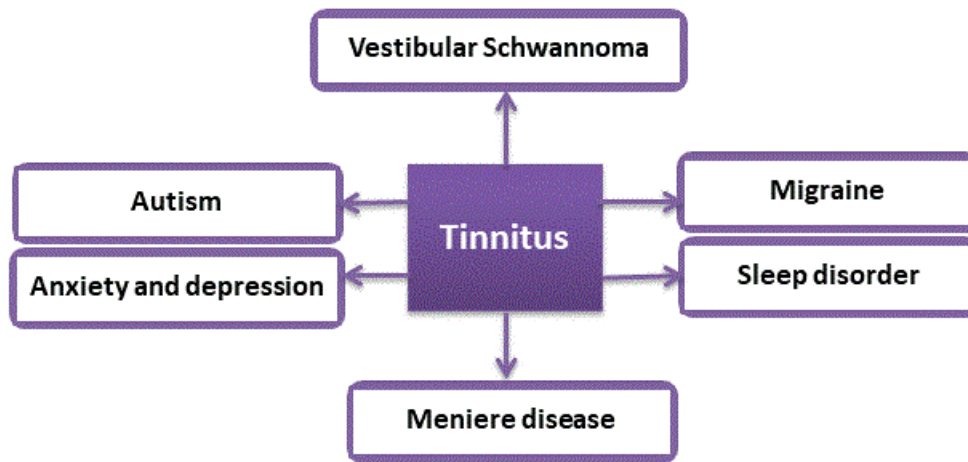 Vestibular Schwannoma
Autism
Migraine
Tinnitus
Anxiety and depression
Sleep disorder
Meniere disease